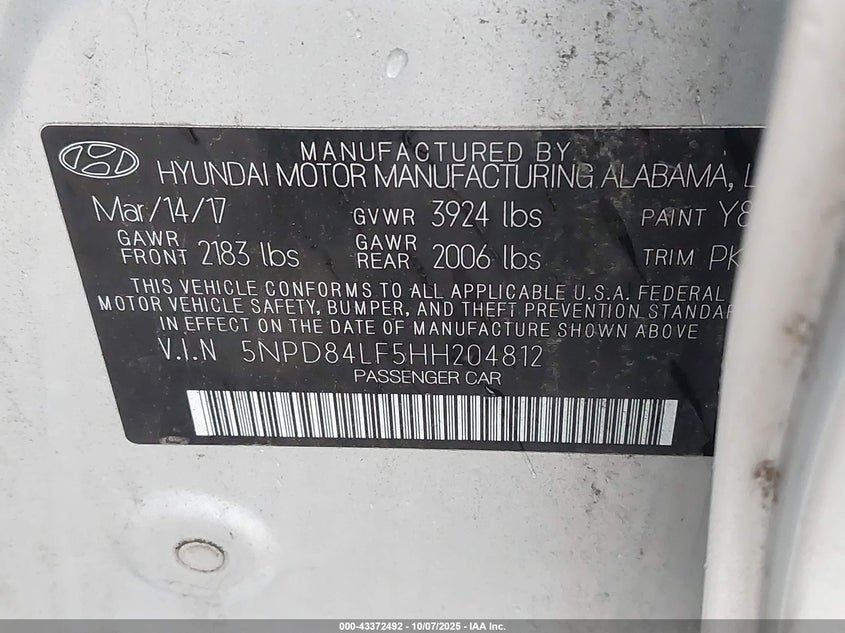 MANUFACTURED BY
HYUNDAI MOTOR MANUFACTURING ALABAMA,
Mar/14/17 GVWR 3924 lbs PAINT Y8
GAWR FRONT 2183 lbs GAWR REAR 2006 lbs TRIM PK
THIS VEHICLE CONFORMS TO ALL APPLICABLE U.S.A. FEDERAL
MOTOR VEHICLE SAFETY, BUMPER, AND THEFT PREVENTION STANDAR
IN EFFECT ON THE DATE OF MANUFACTURE SHOWN ABOVE
V.I.N 5NPD84LF5HH204812
PASSENGER CAR
000-43372492 - 10/07/2025 - IAA Inc.